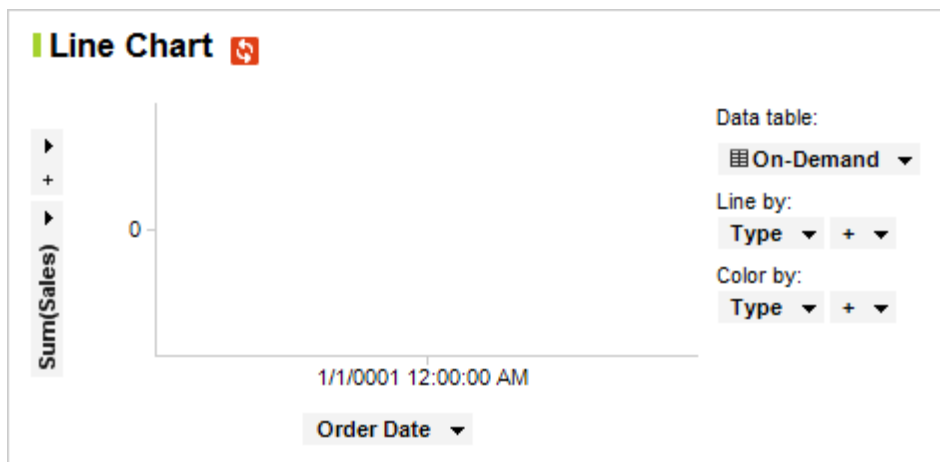 Line Chart
Data table:
On-Demand
Line by:
Type +
Color by:
Type +
+
Sum(Sales)
0
1/1/0001 12:00:00 AM
Order Date